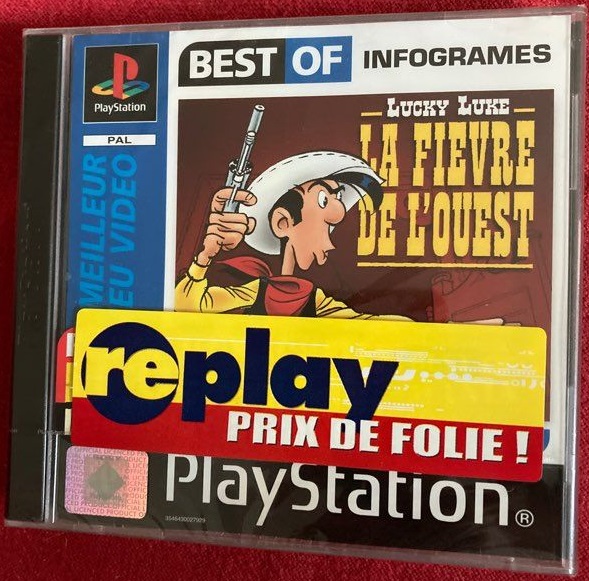 BEST OF INFOGRAMES
PlayStation
PAL
LUCKY LUKE
LA FIEVRE
DE L'OUEST
MEILLEUR
JEU VIDEO
replay
PRIX DE FOLIE !
PlayStation®